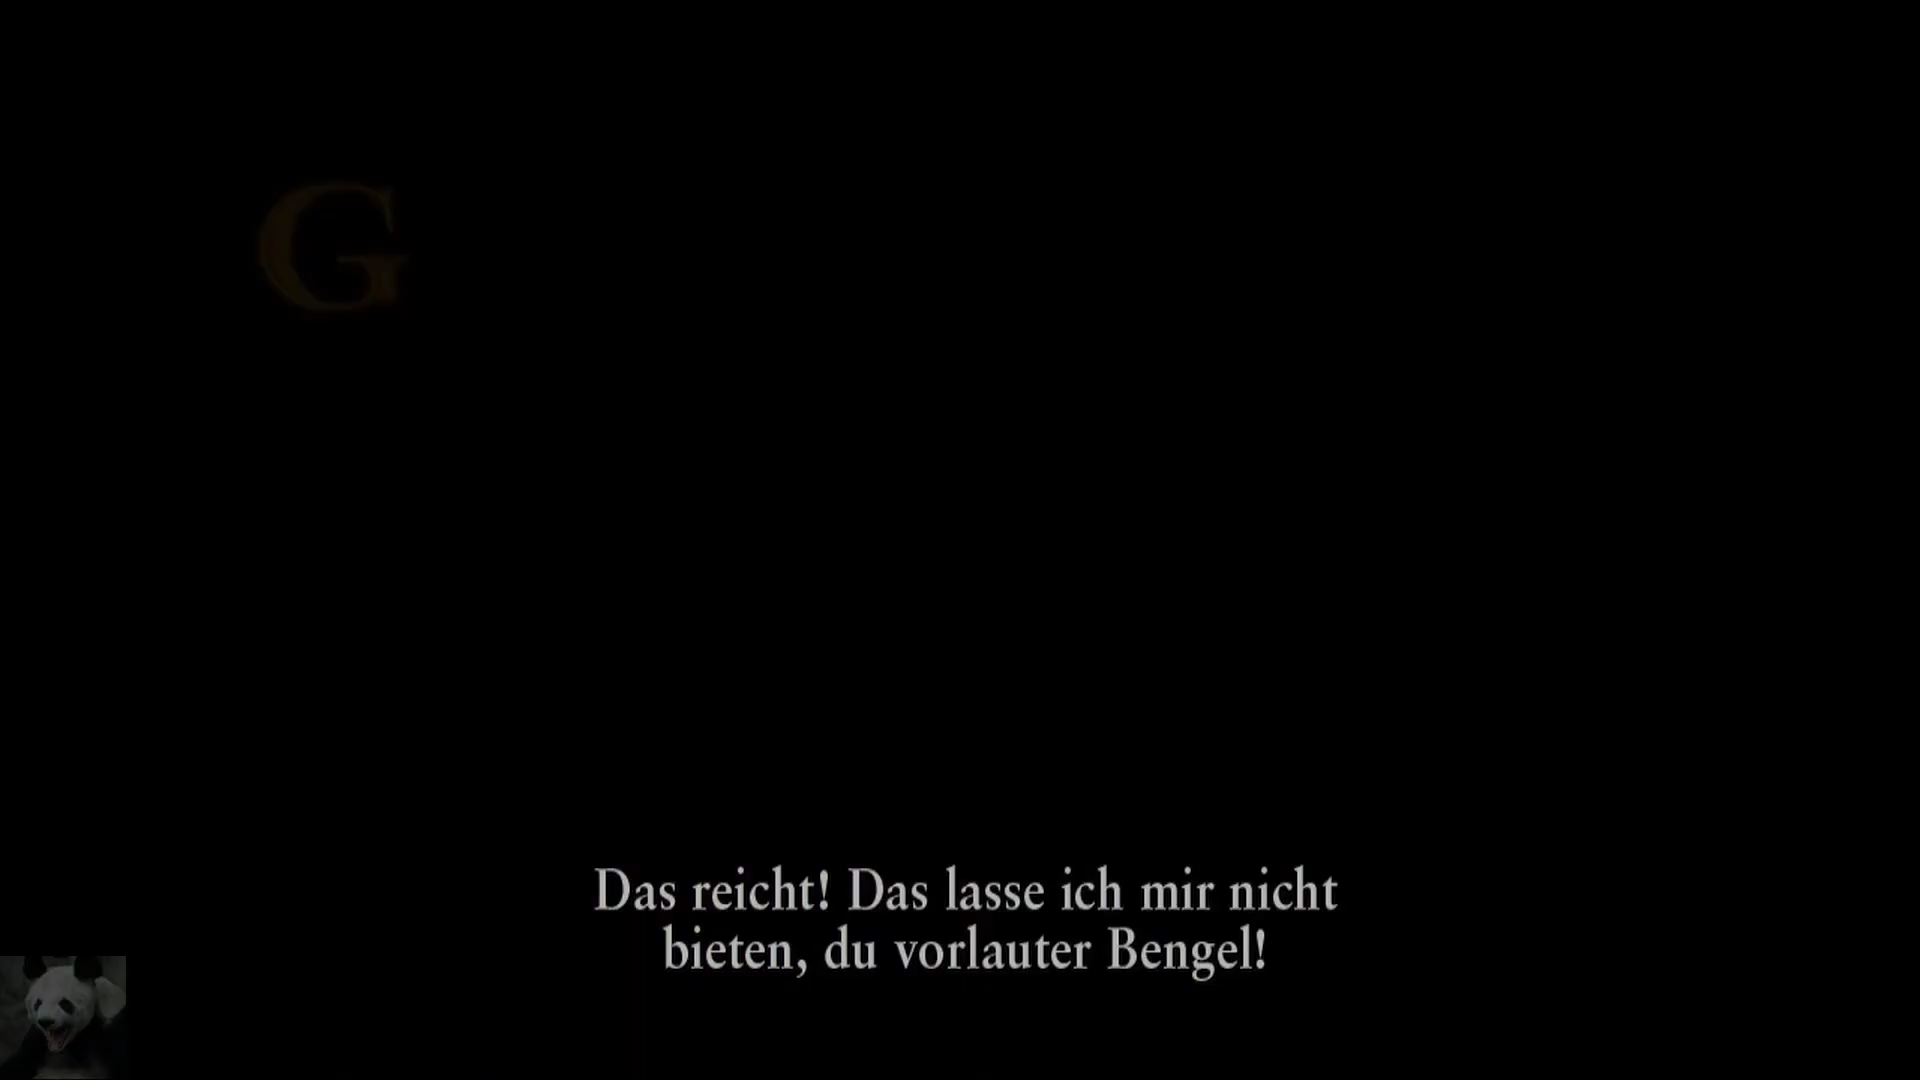 G
Das reicht! Das lasse ich mir nicht
bieten, du vorlauter Bengel!